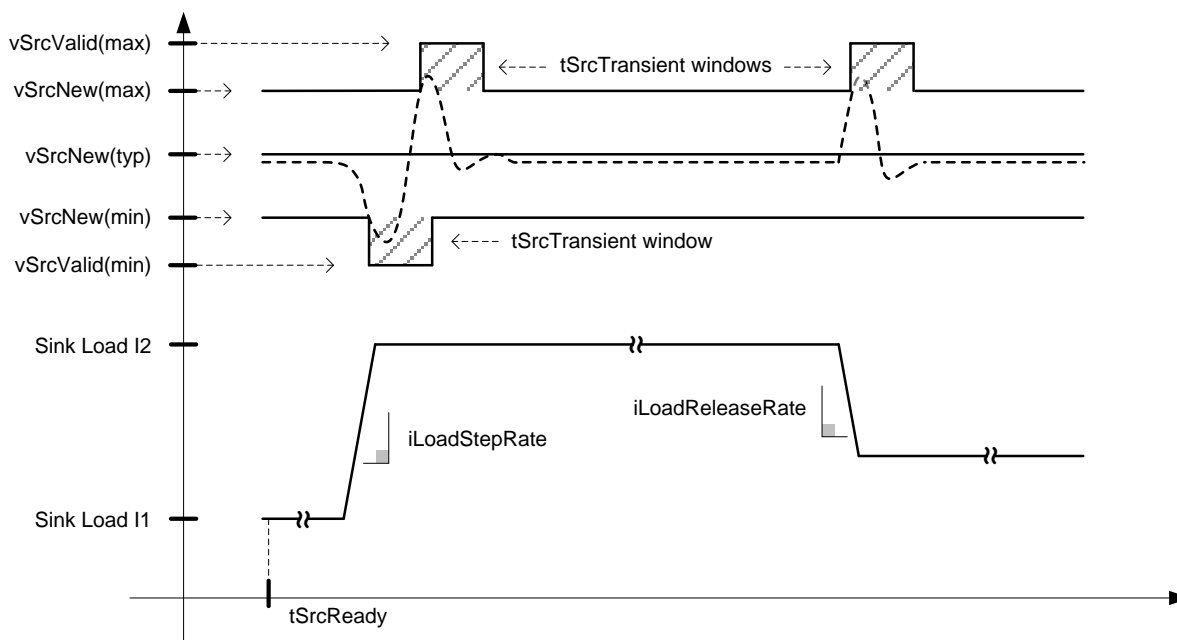 vSrcValid(max)
tSrcTransient windows
vSrcNew(max)
vSrcNew(typ)
vSrcNew(min)
tSrcTransient window
vSrcValid(min)
Sink Load I2
iLoadReleaseRate
iLoadStepRate
Sink Load I1
tSrcReady